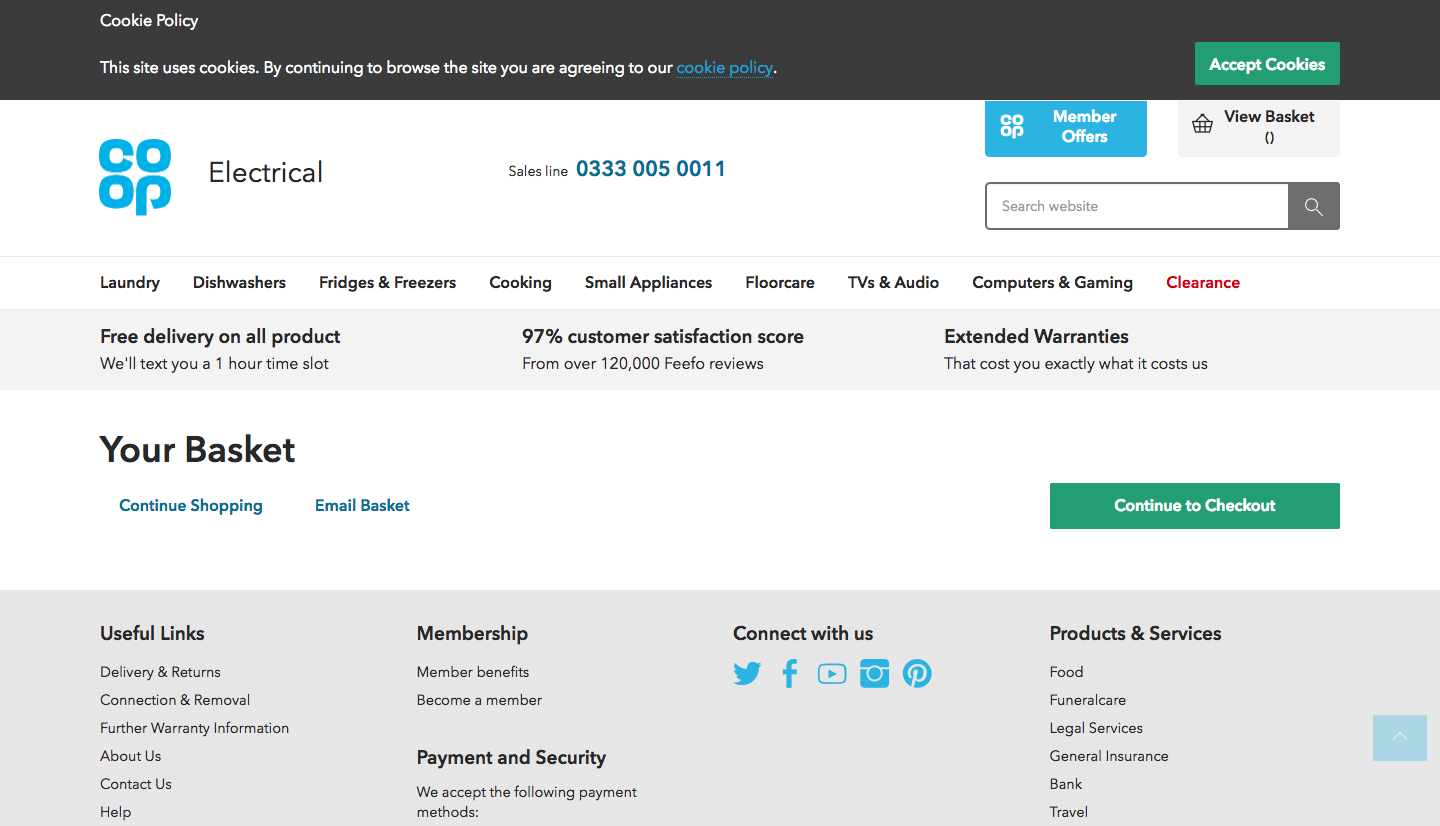 Cookie Policy
This site uses cookies. By continuing to browse the site you are agreeing to our cookie policy.
Accept Cookies
co
op
Electrical
Sales line 0333 005 0011
co
op
Member
Offers
View Basket
()
Search website
Laundry Dishwashers Fridges & Freezers Cooking Small Appliances Floorcare TVs & Audio Computers & Gaming Clearance
Free delivery on all product
We'll text you a 1 hour time slot
97% customer satisfaction score
From over 120,000 Feefo reviews
Extended Warranties
That cost you exactly what it costs us
Your Basket
Continue Shopping Email Basket Continue to Checkout
Useful Links
Delivery & Returns
Connection & Removal
Further Warranty Information
About Us
Contact Us
Help
Membership
Member benefits
Become a member
Payment and Security
We accept the following payment
methods:
Connect with us
Products & Services
Food
Funeralcare
Legal Services
General Insurance
Bank
Travel